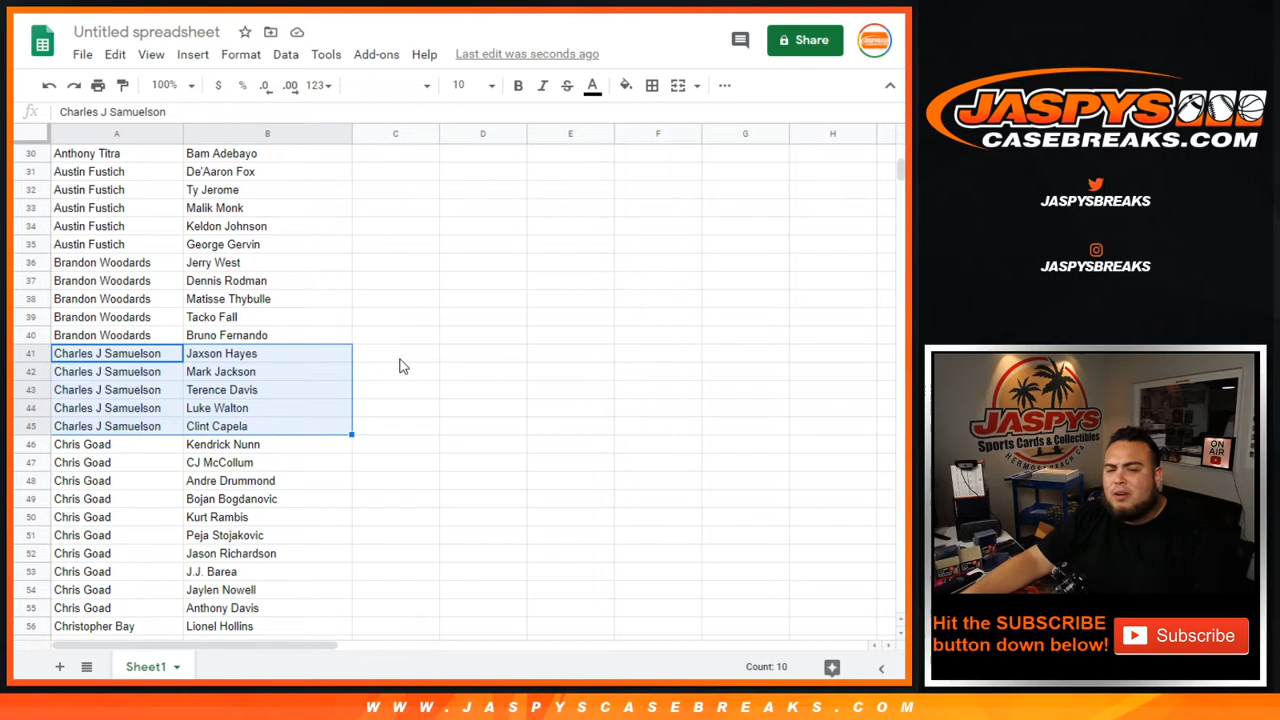 Untitled spreadsheet
File Edit View Insert Format Data Tools Add-ons Help Last edit was seconds ago
Share
100% $ % .0 .00 123 10 B I S A
fx Charles J Samuelson
A B C D E F G H
30 Anthony Titra Bam Adebayo
31 Austin Fustich De'Aaron Fox
32 Austin Fustich Ty Jerome
33 Austin Fustich Malik Monk
34 Austin Fustich Keldon Johnson
35 Austin Fustich George Gervin
36 Brandon Woodards Jerry West
37 Brandon Woodards Dennis Rodman
38 Brandon Woodards Matisse Thybulle
39 Brandon Woodards Tacko Fall
40 Brandon Woodards Bruno Fernando
41 Charles J Samuelson Jaxson Hayes
42 Charles J Samuelson Mark Jackson
43 Charles J Samuelson Terence Davis
44 Charles J Samuelson Luke Walton
45 Charles J Samuelson Clint Capela
46 Chris Goad Kendrick Nunn
47 Chris Goad CJ McCollum
48 Chris Goad Andre Drummond
49 Chris Goad Bojan Bogdanovic
50 Chris Goad Kurt Rambis
51 Chris Goad Peja Stojakovic
52 Chris Goad Jason Richardson
53 Chris Goad J.J. Barea
54 Chris Goad Jaylen Nowell
55 Chris Goad Anthony Davis
56 Christopher Bay Lionel Hollins
Sheet1
Count: 10
JASPYS
CASEBREAKS.COM
JASPYSBREAKS
JASPYSBREAKS
JASPYS
Sports Cards & Collectibles
HERMOSA BEACH, CA
ON AIR
Hit the SUBSCRIBE
button down below!
Subscribe
WWW.JASPYSCASEBREAKS.COM